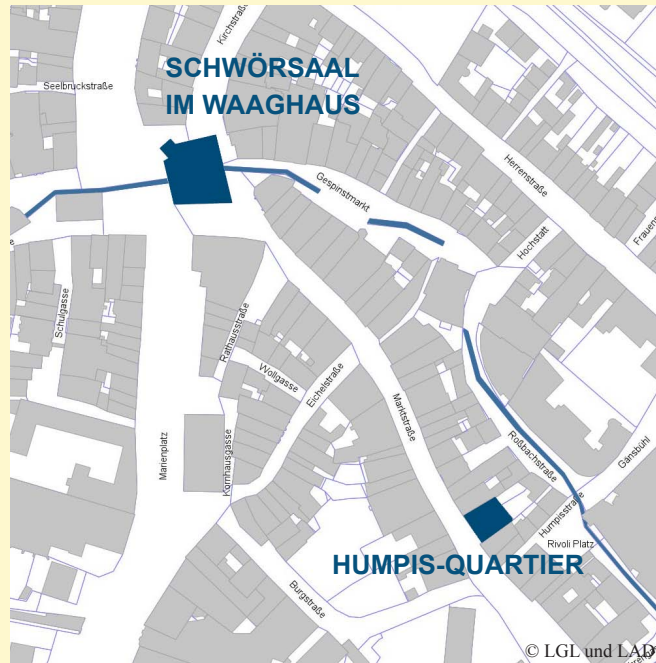 Kirchstraße
SCHWÖRSAAL
IM WAAGHAUS
Seelbruckstraße
Herrenstraße
Gespinstmarkt
Hochstatt
Schulgasse
Rathausstraße
Wollgasse
Eichelstraße
Marktstraße
Marienplatz
Kornhausgasse
Roßbachstraße
Gänsbühl
Humpisstraße
Rivoli Platz
HUMPIS-QUARTIER
Burgstraße
© LGL und LAD